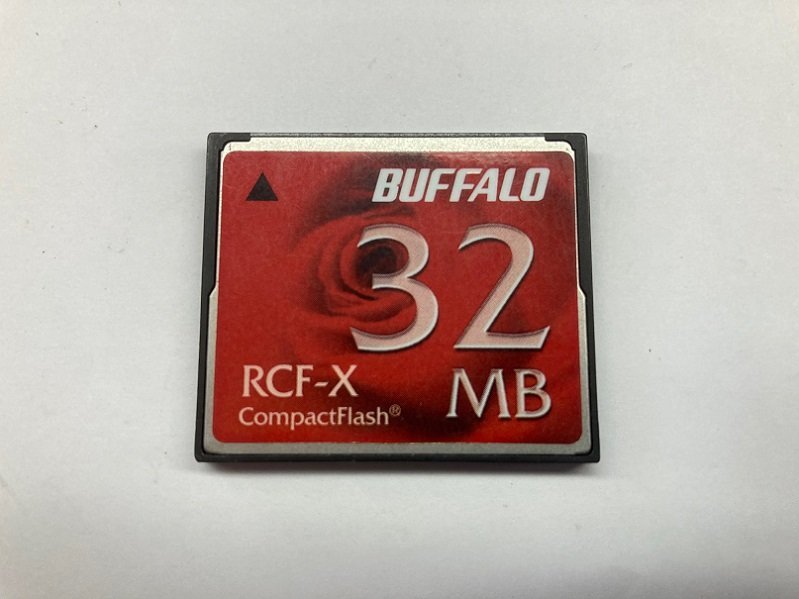 BUFFALO
32
MB
RCF-X
CompactFlash®